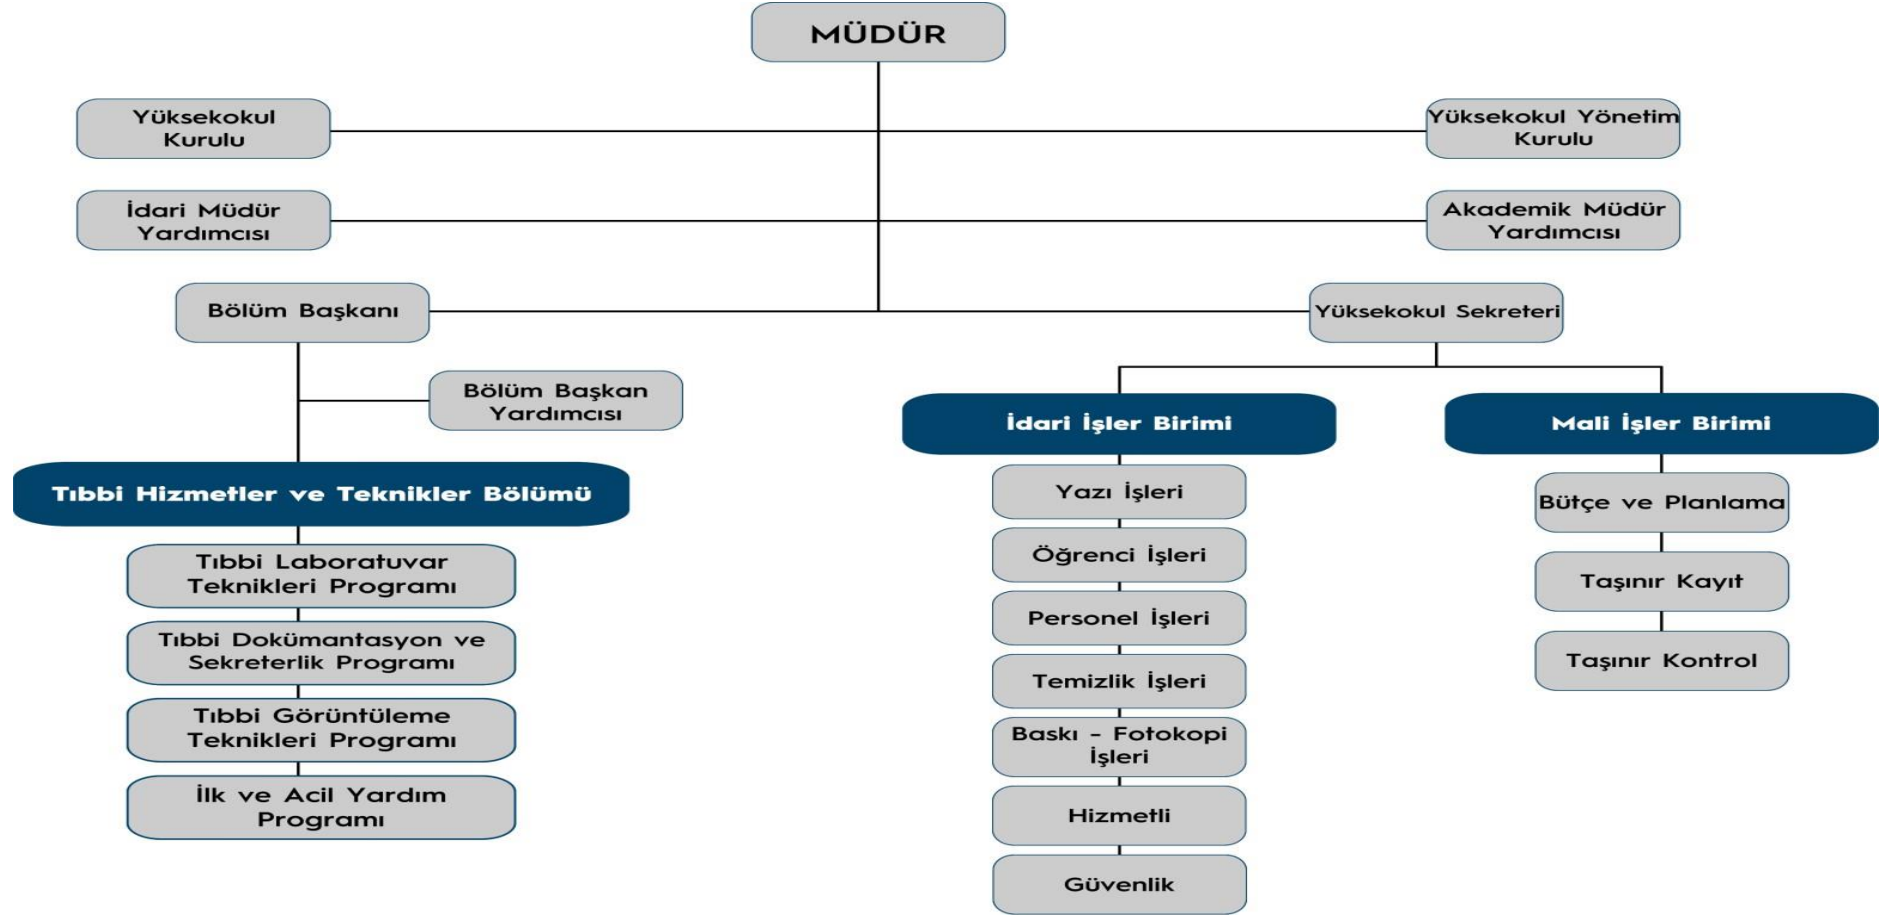 MÜDÜR
Yüksekokul
Kurulu
Yüksekokul Yönetim
Kurulu
İdari Müdür
Yardımcısı
Akademik Müdür
Yardımcısı
Bölüm Başkanı
Yüksekokul Sekreteri
Bölüm Başkan
Yardımcısı
Tıbbi Hizmetler ve Teknikler Bölümü
Tıbbi Laboratuvar
Teknikleri Programı
Tıbbi Dokümantasyon ve
Sekreterlik Programı
Tıbbi Görüntüleme
Teknikleri Programı
İlk ve Acil Yardım
Programı
İdari İşler Birimi
Yazı İşleri
Öğrenci İşleri
Personel İşleri
Temizlik İşleri
Baskı - Fotokopi
İşleri
Hizmetli
Güvenlik
Mali İşler Birimi
Bütçe ve Planlama
Taşınır Kayıt
Taşınır Kontrol